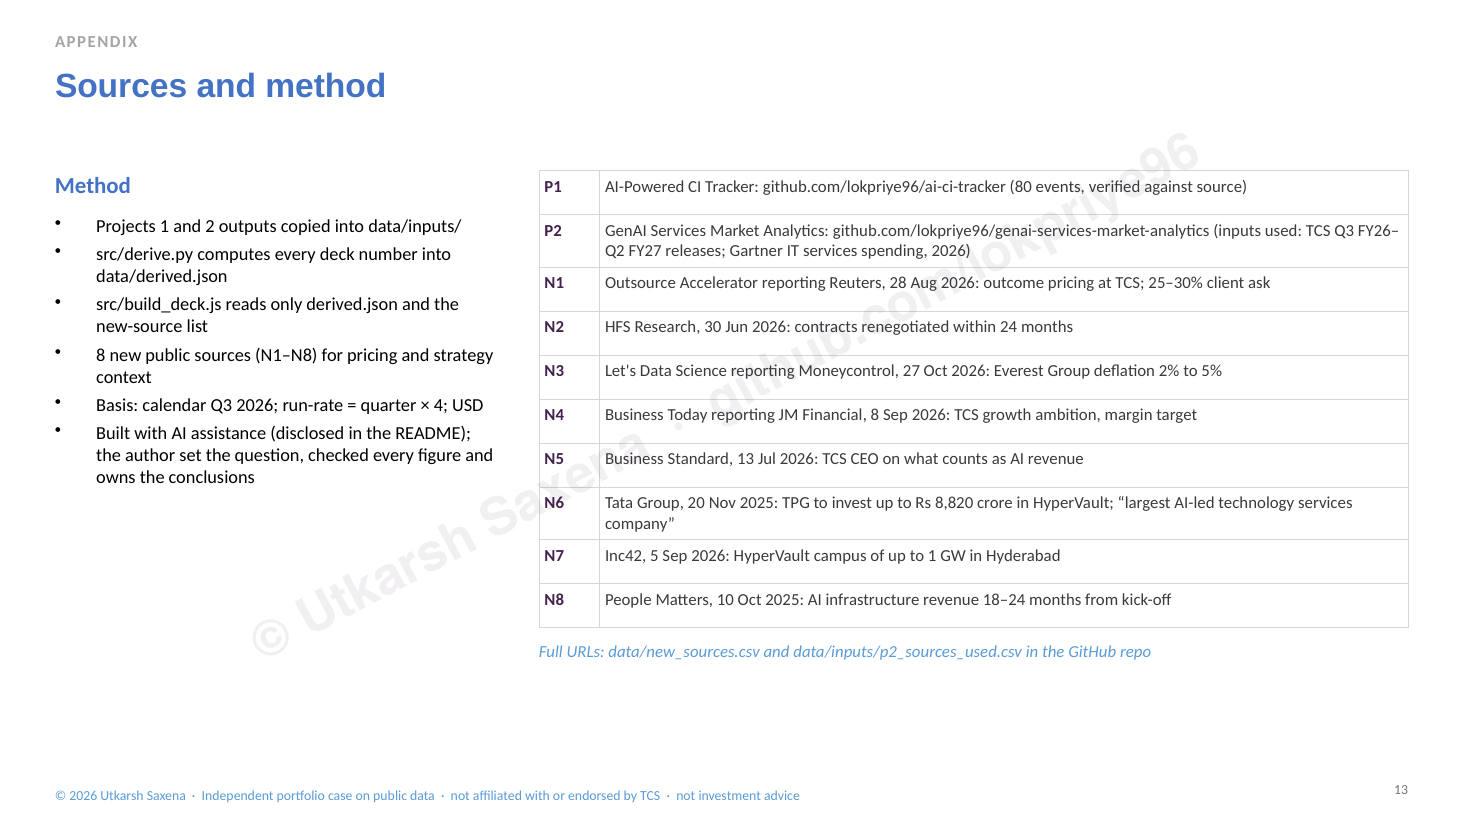 APPENDIX
Sources and method
Method
• Projects 1 and 2 outputs copied into data/inputs/
• src/derive.py computes every deck number into
data/derived.json
• src/build_deck.js reads only derived.json and the
new-source list
• 8 new public sources (N1–N8) for pricing and strategy
context
• Basis: calendar Q3 2026; run-rate = quarter × 4; USD
• Built with AI assistance (disclosed in the README);
the author set the question, checked every figure and
owns the conclusions
P1 AI-Powered CI Tracker: github.com/lokpriye96/ai-ci-tracker (80 events, verified against source)
P2 GenAI Services Market Analytics: github.com/lokpriye96/genai-services-market-analytics (inputs used: TCS Q3 FY26–
Q2 FY27 releases; Gartner IT services spending, 2026)
N1 Outsource Accelerator reporting Reuters, 28 Aug 2026: outcome pricing at TCS; 25–30% client ask
N2 HFS Research, 30 Jun 2026: contracts renegotiated within 24 months
N3 Let's Data Science reporting Moneycontrol, 27 Oct 2026: Everest Group deflation 2% to 5%
N4 Business Today reporting JM Financial, 8 Sep 2026: TCS growth ambition, margin target
N5 Business Standard, 13 Jul 2026: TCS CEO on what counts as AI revenue
N6 Tata Group, 20 Nov 2025: TPG to invest up to Rs 8,820 crore in HyperVault; “largest AI-led technology services
company”
N7 Inc42, 5 Sep 2026: HyperVault campus of up to 1 GW in Hyderabad
N8 People Matters, 10 Oct 2025: AI infrastructure revenue 18–24 months from kick-off
Full URLs: data/new_sources.csv and data/inputs/p2_sources_used.csv in the GitHub repo
© Utkarsh Saxena · github.com/lokpriye96
© 2026 Utkarsh Saxena · Independent portfolio case on public data · not affiliated with or endorsed by TCS · not investment advice
13